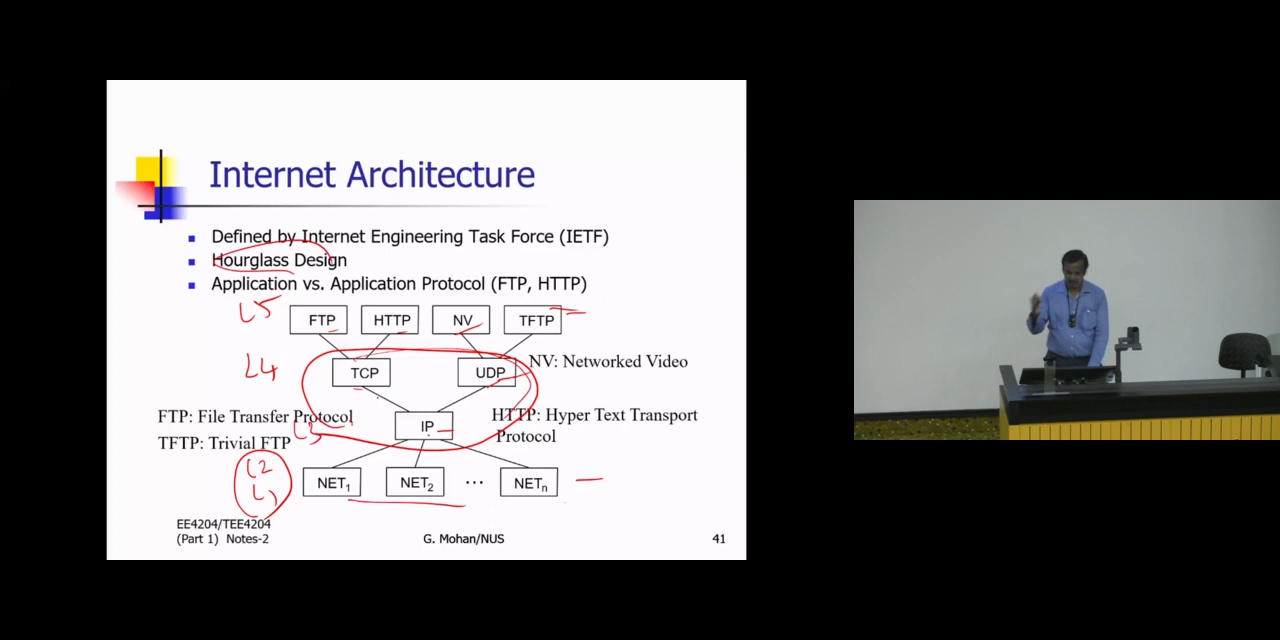 Internet Architecture
Defined by Internet Engineering Task Force (IETF)
Hourglass Design
Application vs. Application Protocol (FTP, HTTP)
L5
FTP HTTP NV TFTP
L4
TCP UDP
NV: Networked Video
FTP: File Transfer Protocol
IP
HTTP: Hyper Text Transport
Protocol
L3
TFTP: Trivial FTP
L2
L1
NET1 NET2 ... NETn
EE4204/TEE4204
(Part 1) Notes-2
G. Mohan/NUS
41